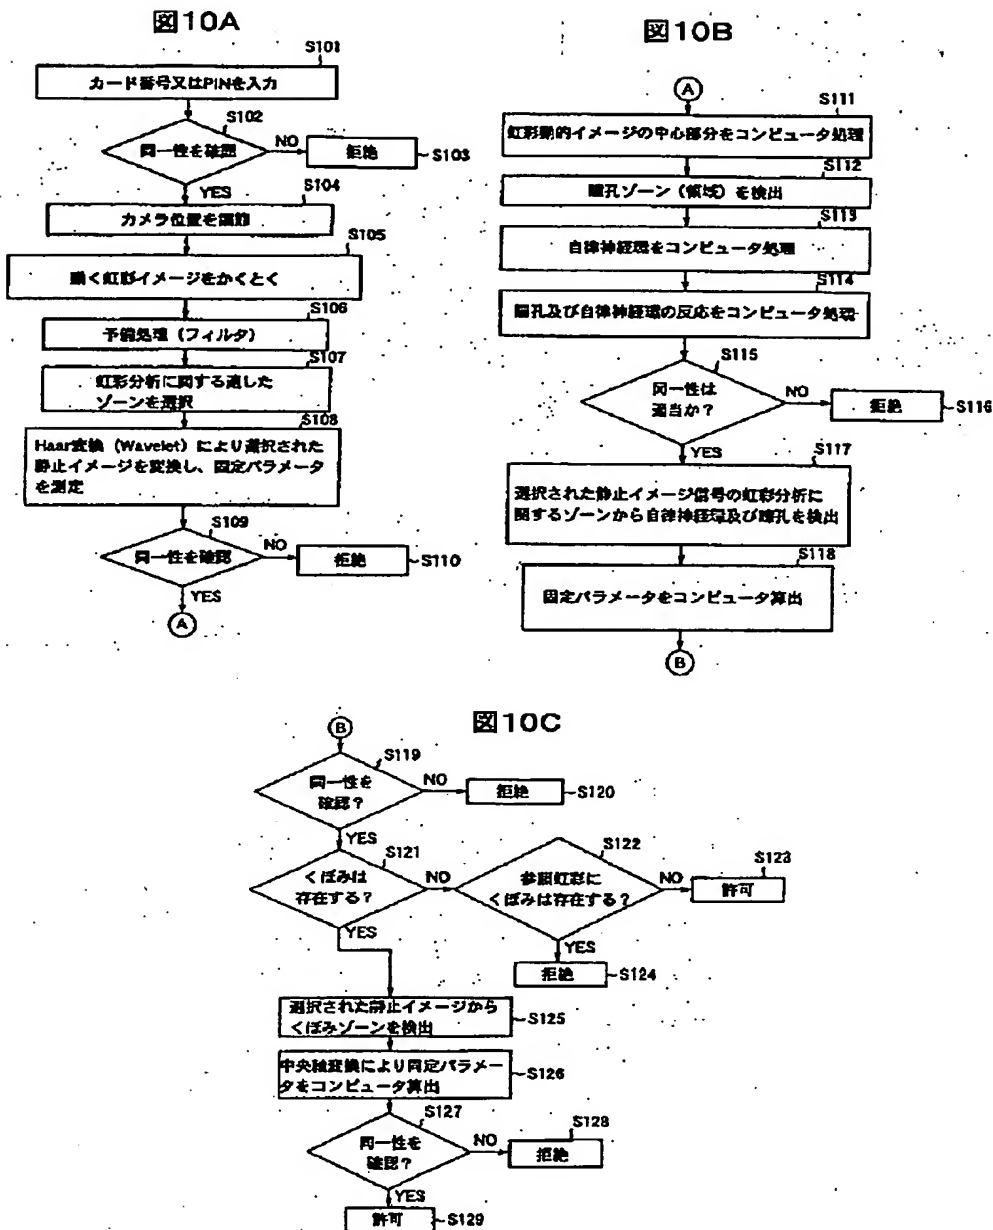 図10A
S101
カード番号又はPINを入力
S102
同一性を確認
NO
拒絶
S103
YES
S104
カメラ位置を調節
S105
動く虹彩イメージをかくとく
S106
予備処理（フィルタ）
S107
虹彩分析に関する適した
ゾーンを選択
S108
Haar変換（Wavelet）により選択された
静止イメージを変換し、固定パラメータ
を測定
S109
同一性を確認
NO
拒絶
S110
YES
A
図10B
A
S111
虹彩動的イメージの中心部分をコンピュータ処理
S112
瞳孔ゾーン（領域）を検出
S113
自律神経環をコンピュータ処理
S114
瞳孔及び自律神経環の反応をコンピュータ処理
S115
同一性は
適当か？
NO
拒絶
S116
YES
S117
選択された静止イメージ信号の虹彩分析に
関するゾーンから自律神経環及び瞳孔を検出
S118
固定パラメータをコンピュータ算出
B
図10C
B
S119
同一性を
確認？
NO
拒絶
S120
YES
S121
くぼみは
存在する？
NO
S122
参照虹彩に
くぼみは存在する？
NO
S123
許可
YES
YES
拒絶
S124
選択された静止イメージから
くぼみゾーンを検出
S125
中央軸変換により固定パラメー
タをコンピュータ算出
S126
S127
同一性を
確認？
NO
S128
拒絶
YES
許可
S129